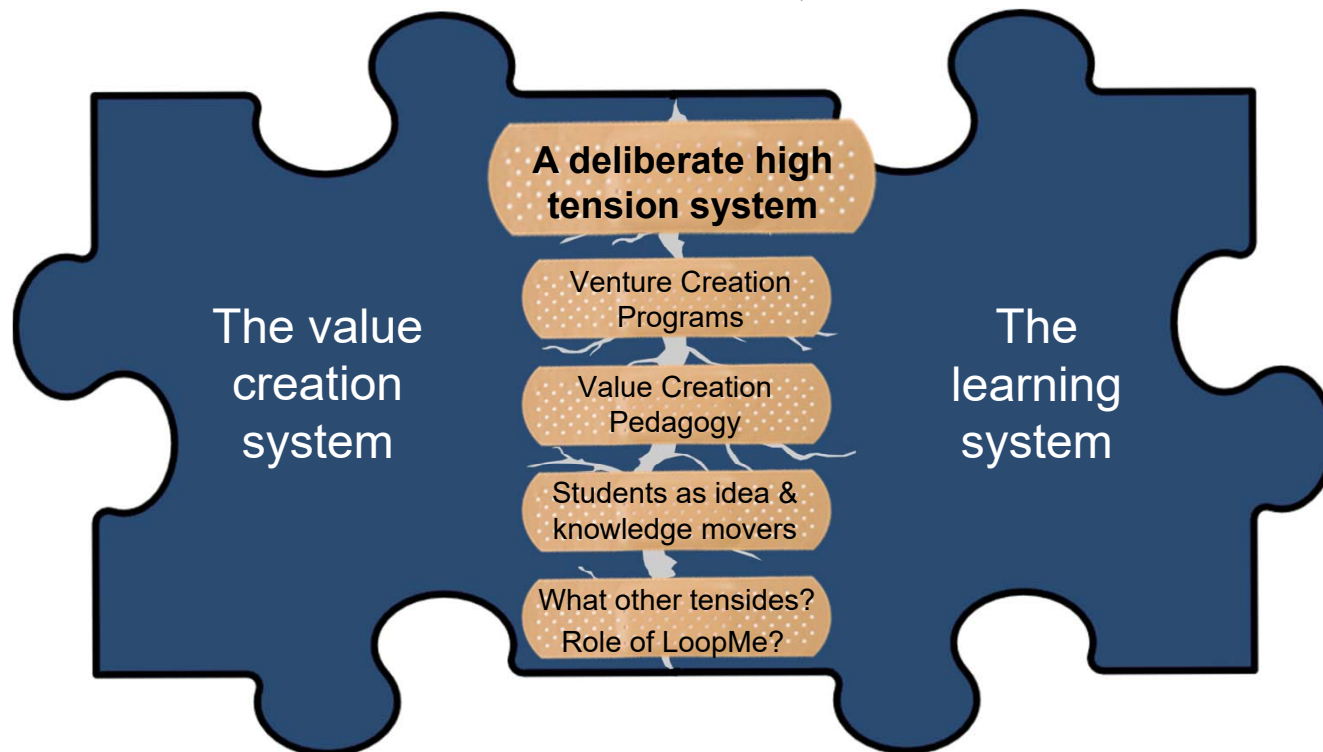 A deliberate high
tension system
Venture Creation
Programs
The value
creation
system
Value Creation
Pedagogy
The
learning
system
Students as idea &
knowledge movers
What other tensides?
Role of LoopMe?